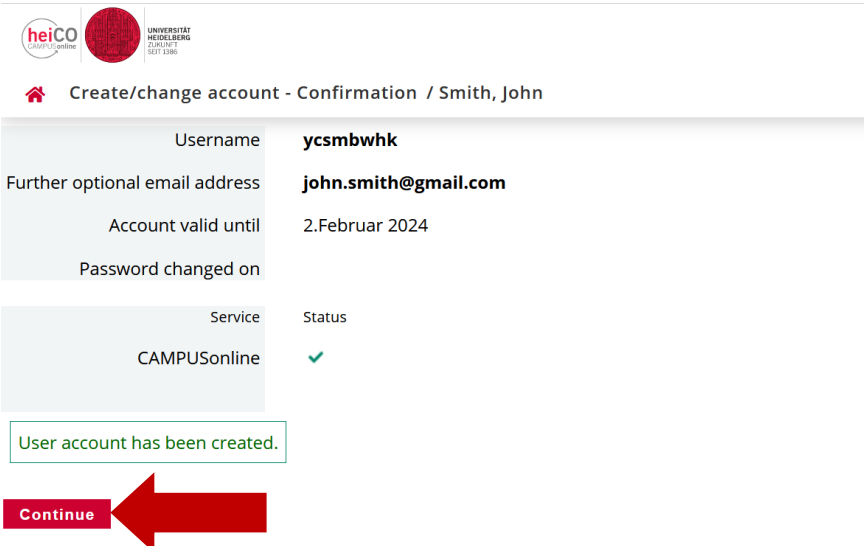 heiCO
CAMPUSonline
UNIVERSITÄT
HEIDELBERG
ZUKUNFT
SEIT 1386
Create/change account - Confirmation / Smith, John
Username ycsmbwhk
Further optional email address john.smith@gmail.com
Account valid until 2.Februar 2024
Password changed on
Service Status
CAMPUSonline
User account has been created.
Continue